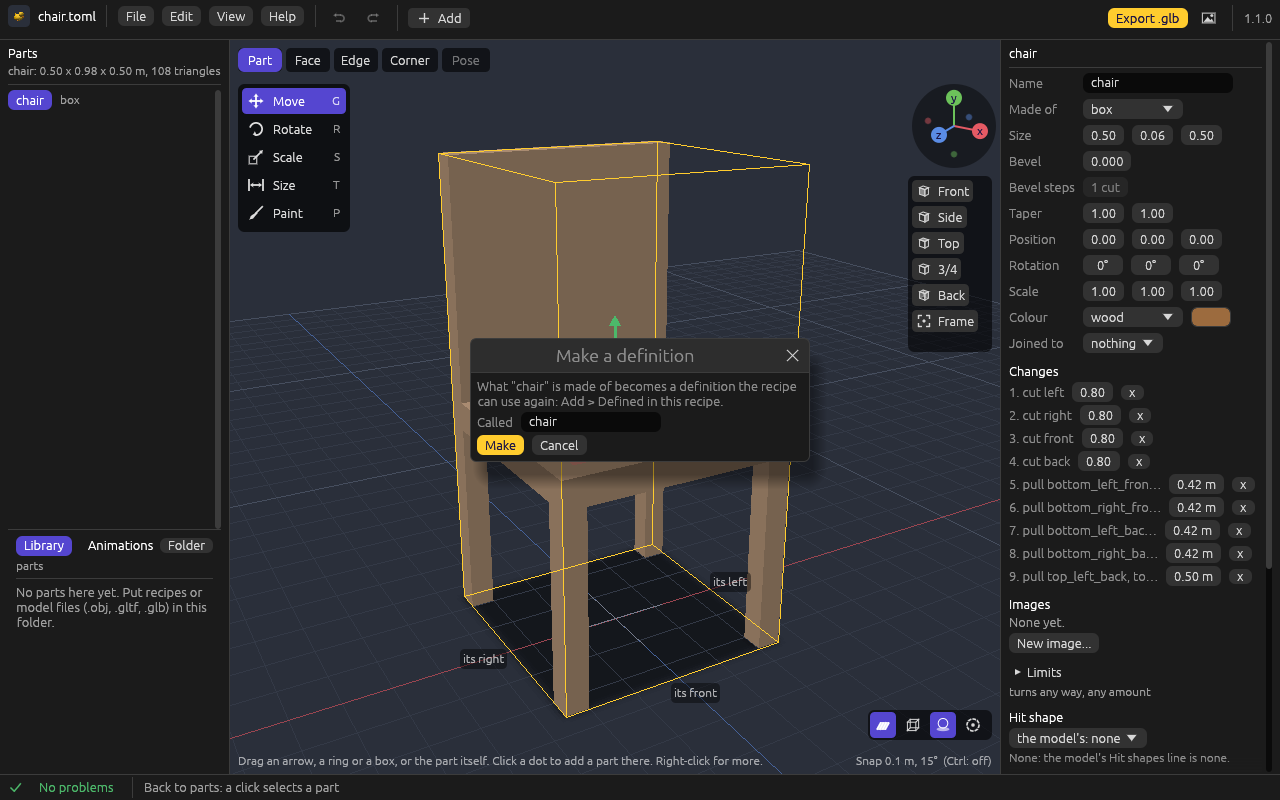 chair.toml
File
Edit
View
Help
+ Add
Export .glb
1.1.0
Parts
chair: 0.50 x 0.98 x 0.50 m, 108 triangles
chair box
Part
Face
Edge
Corner
Pose
Move G
Rotate R
Scale S
Size T
Paint P
y
x
z
Front
Side
Top
3/4
Back
Frame
Make a definition
What "chair" is made of becomes a definition the recipe
can use again: Add > Defined in this recipe.
Called chair
Make Cancel
its left
its right
its front
Drag an arrow, a ring or a box, or the part itself. Click a dot to add a part there. Right-click for more.
Snap 0.1 m, 15° (Ctrl: off)
Library Animations Folder
parts
No parts here yet. Put recipes or
model files (.obj, .gltf, .glb) in this
folder.
chair
Name chair
Made of box
Size 0.50 0.06 0.50
Bevel 0.000
Bevel steps 1 cut
Taper 1.00 1.00
Position 0.00 0.00 0.00
Rotation 0° 0° 0°
Scale 1.00 1.00 1.00
Colour wood
Joined to nothing
Changes
1. cut left 0.80 x
2. cut right 0.80 x
3. cut front 0.80 x
4. cut back 0.80 x
5. pull bottom_left_fron... 0.42 m x
6. pull bottom_right_fro... 0.42 m x
7. pull bottom_left_bac... 0.42 m x
8. pull bottom_right_ba... 0.42 m x
9. pull top_left_back, to... 0.50 m x
Images
None yet.
New image...
Limits
turns any way, any amount
Hit shape
the model's: none
None: the model's Hit shapes line is none.
No problems
Back to parts: a click selects a part